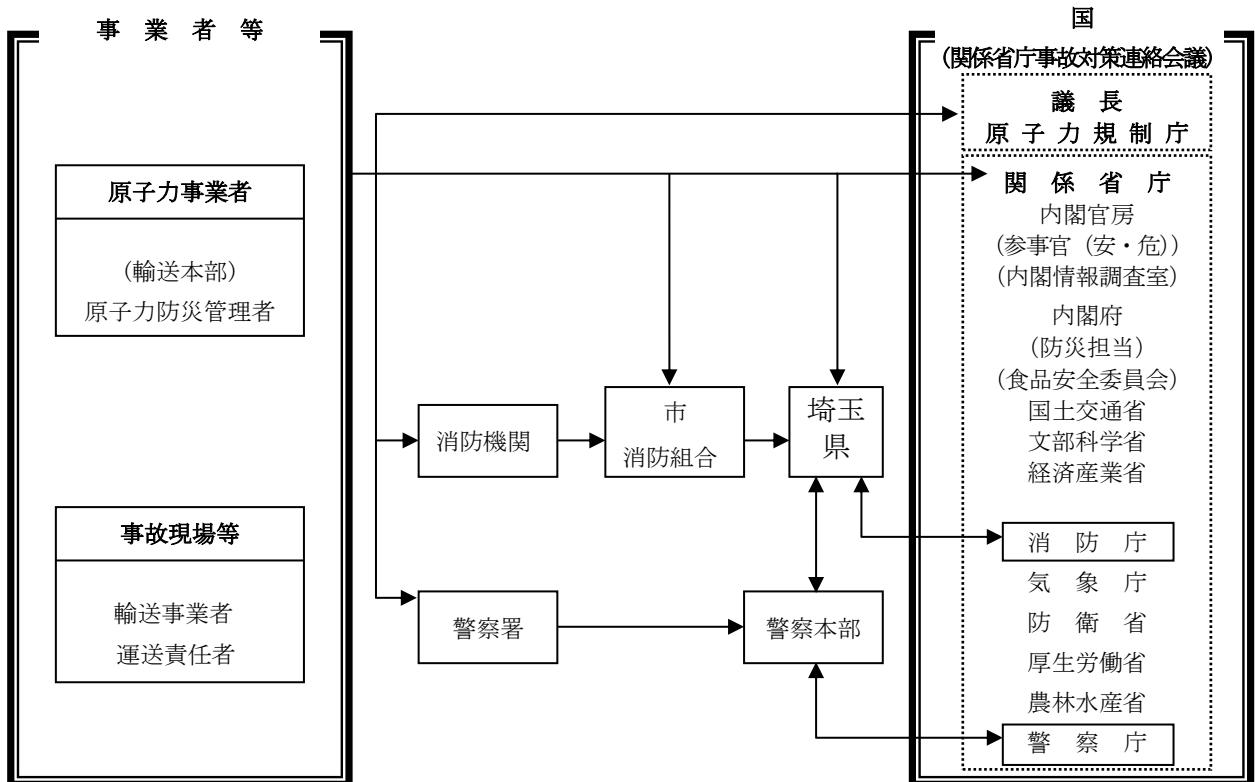 事業者等
原子力事業者
(輸送本部)
原子力防災管理者
事故現場等
輸送事業者
運送責任者
消防機関
市
消防組合
埼玉
県
警察署
警察本部
国
(関係省庁事故対策連絡会議)
議長
原子力規制庁
関係省庁
内閣官房
(参事官(安・危))
(内閣情報調査室)
内閣府
(防災担当)
(食品安全委員会)
国土交通省
文部科学省
経済産業省
消防庁
気象庁
防衛省
厚生労働省
農林水産省
警察庁